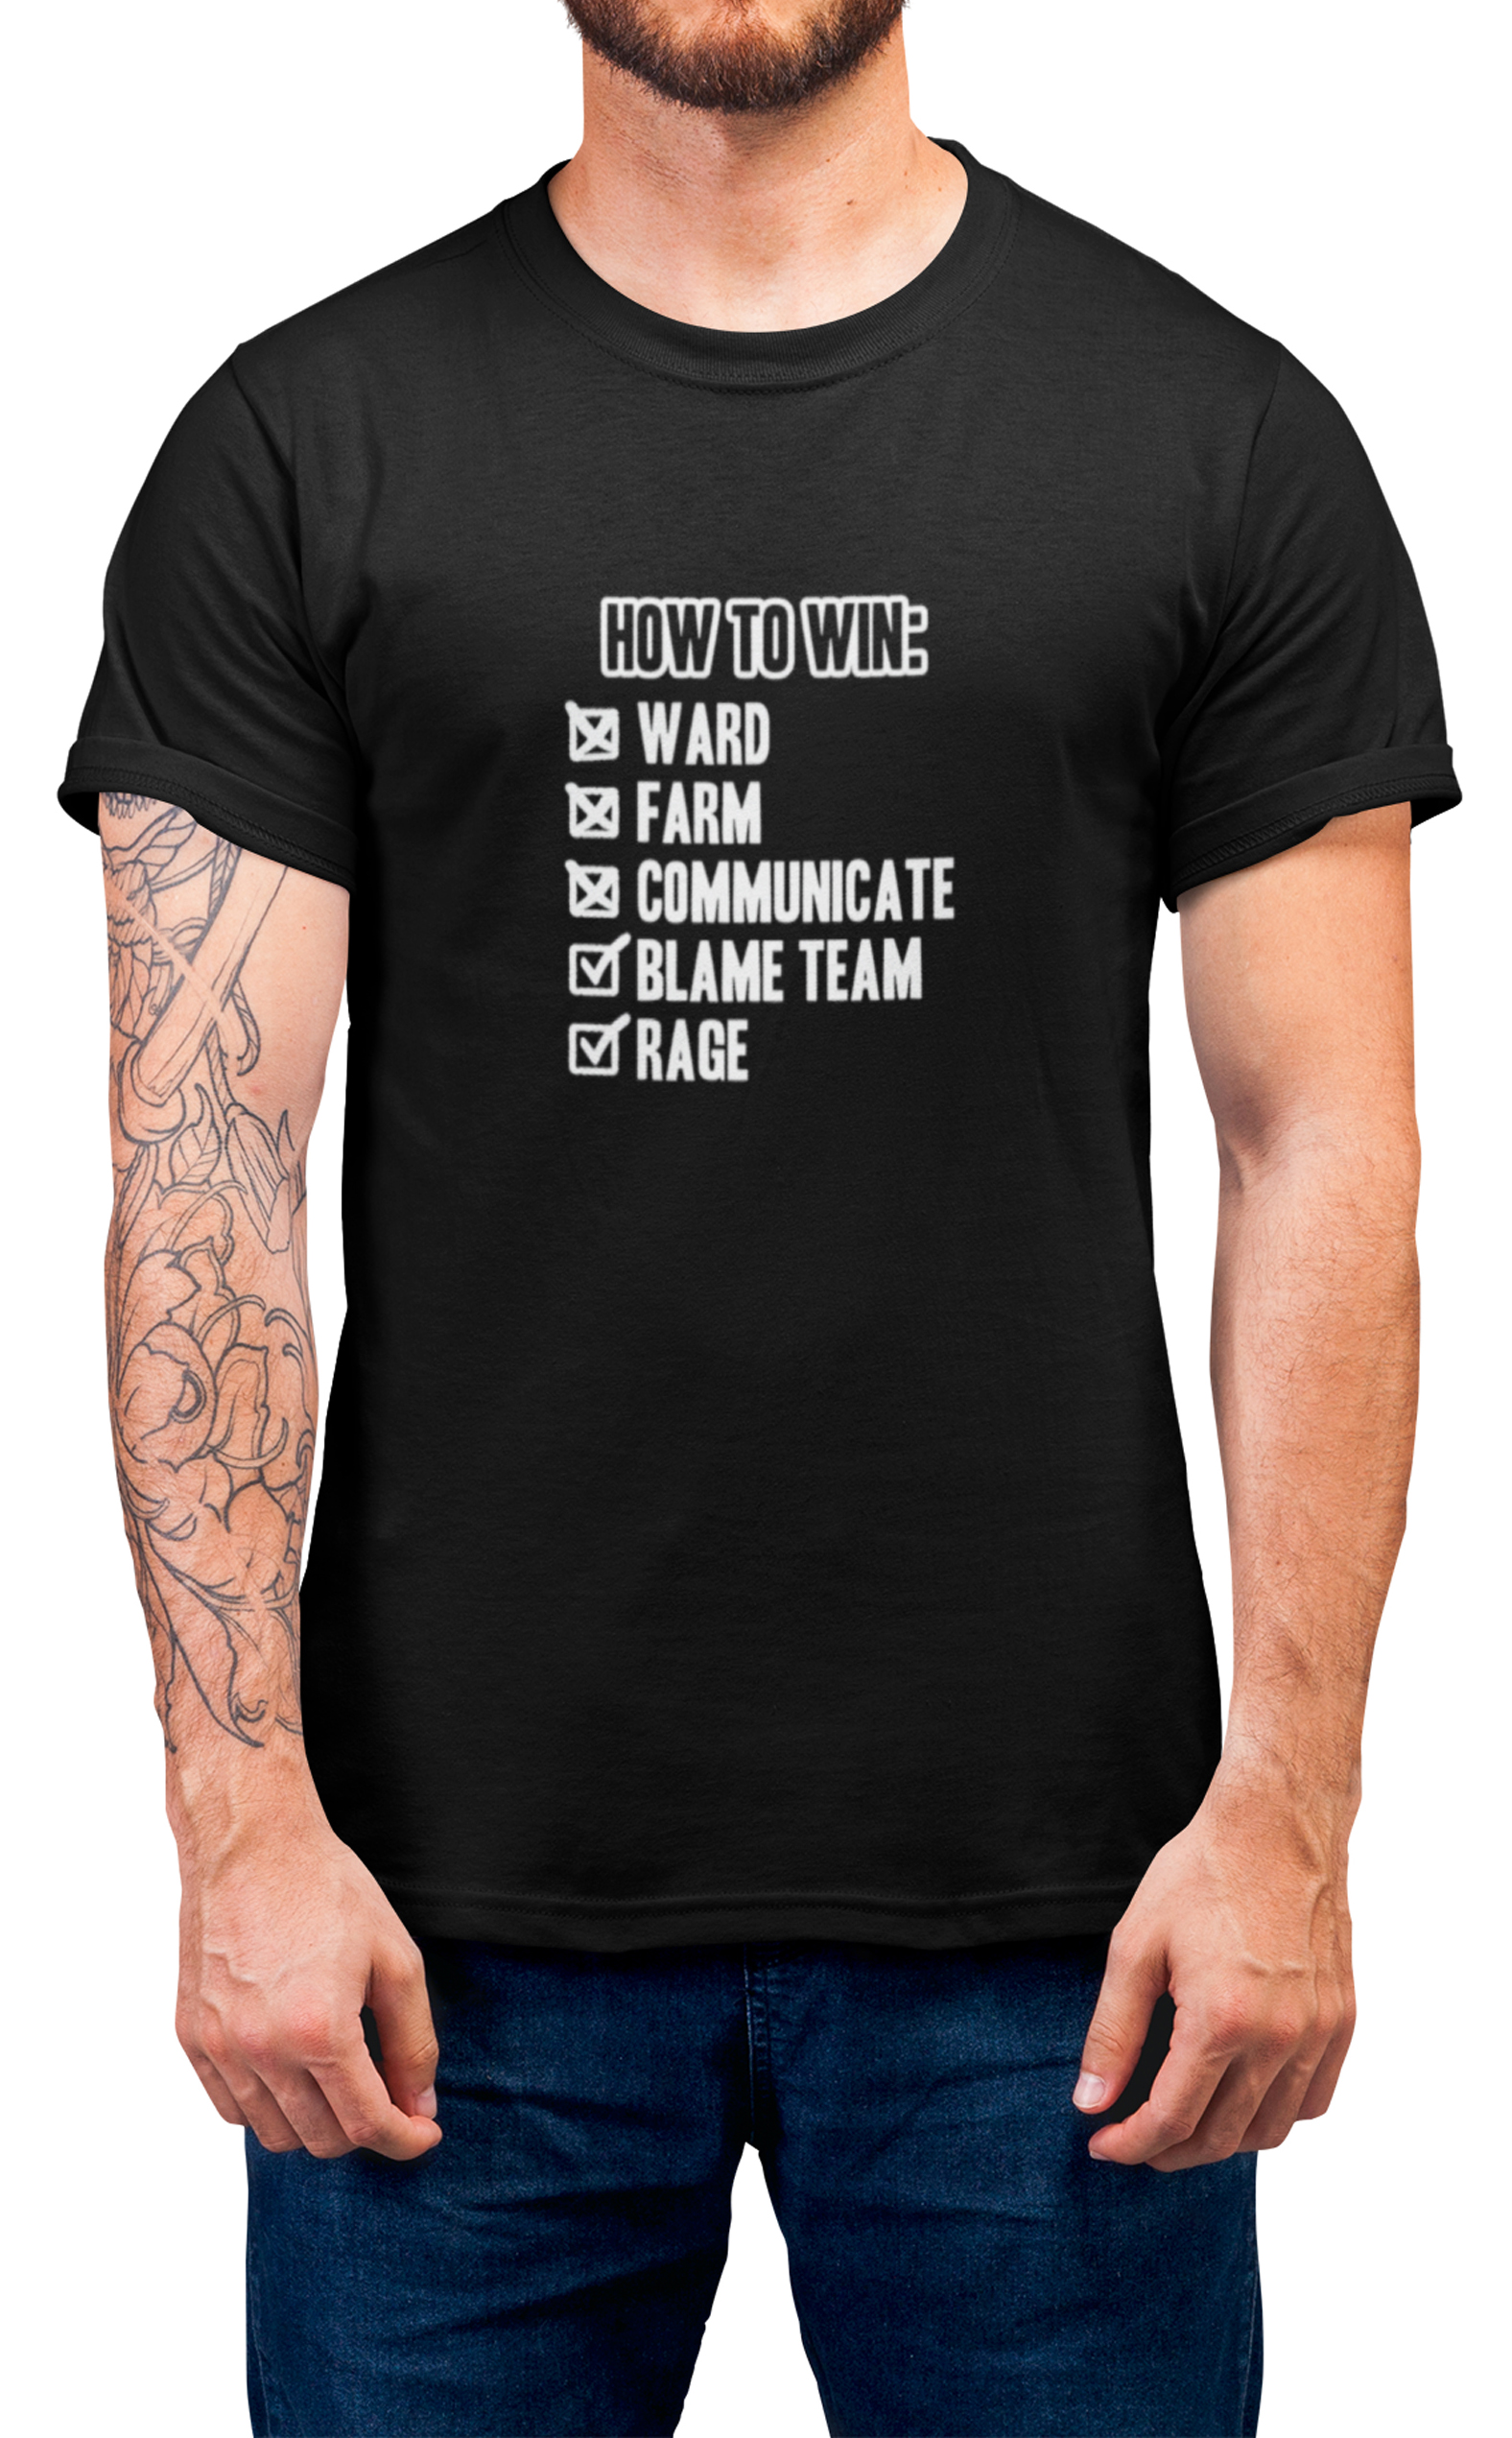 HOW TO WIN:
WARD
FARM
COMMUNICATE
BLAME TEAM
RAGE